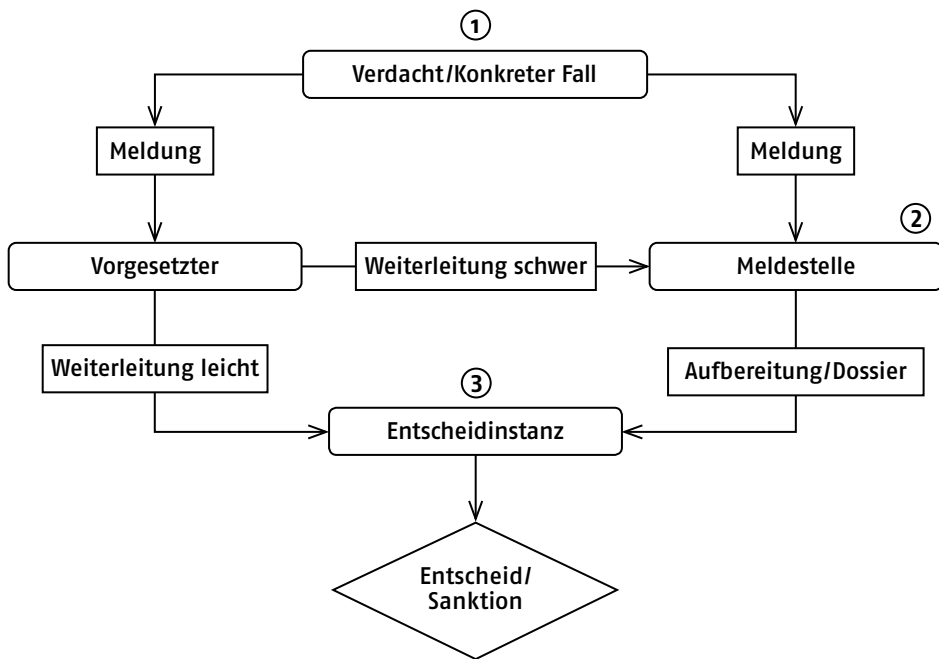 ①
Verdacht/Konkreter Fall
Meldung
Meldung
②
Vorgesetzter
Weiterleitung schwer
Meldestelle
Weiterleitung leicht
Aufbereitung/Dossier
③
Entscheidinstanz
Entscheid/
Sanktion